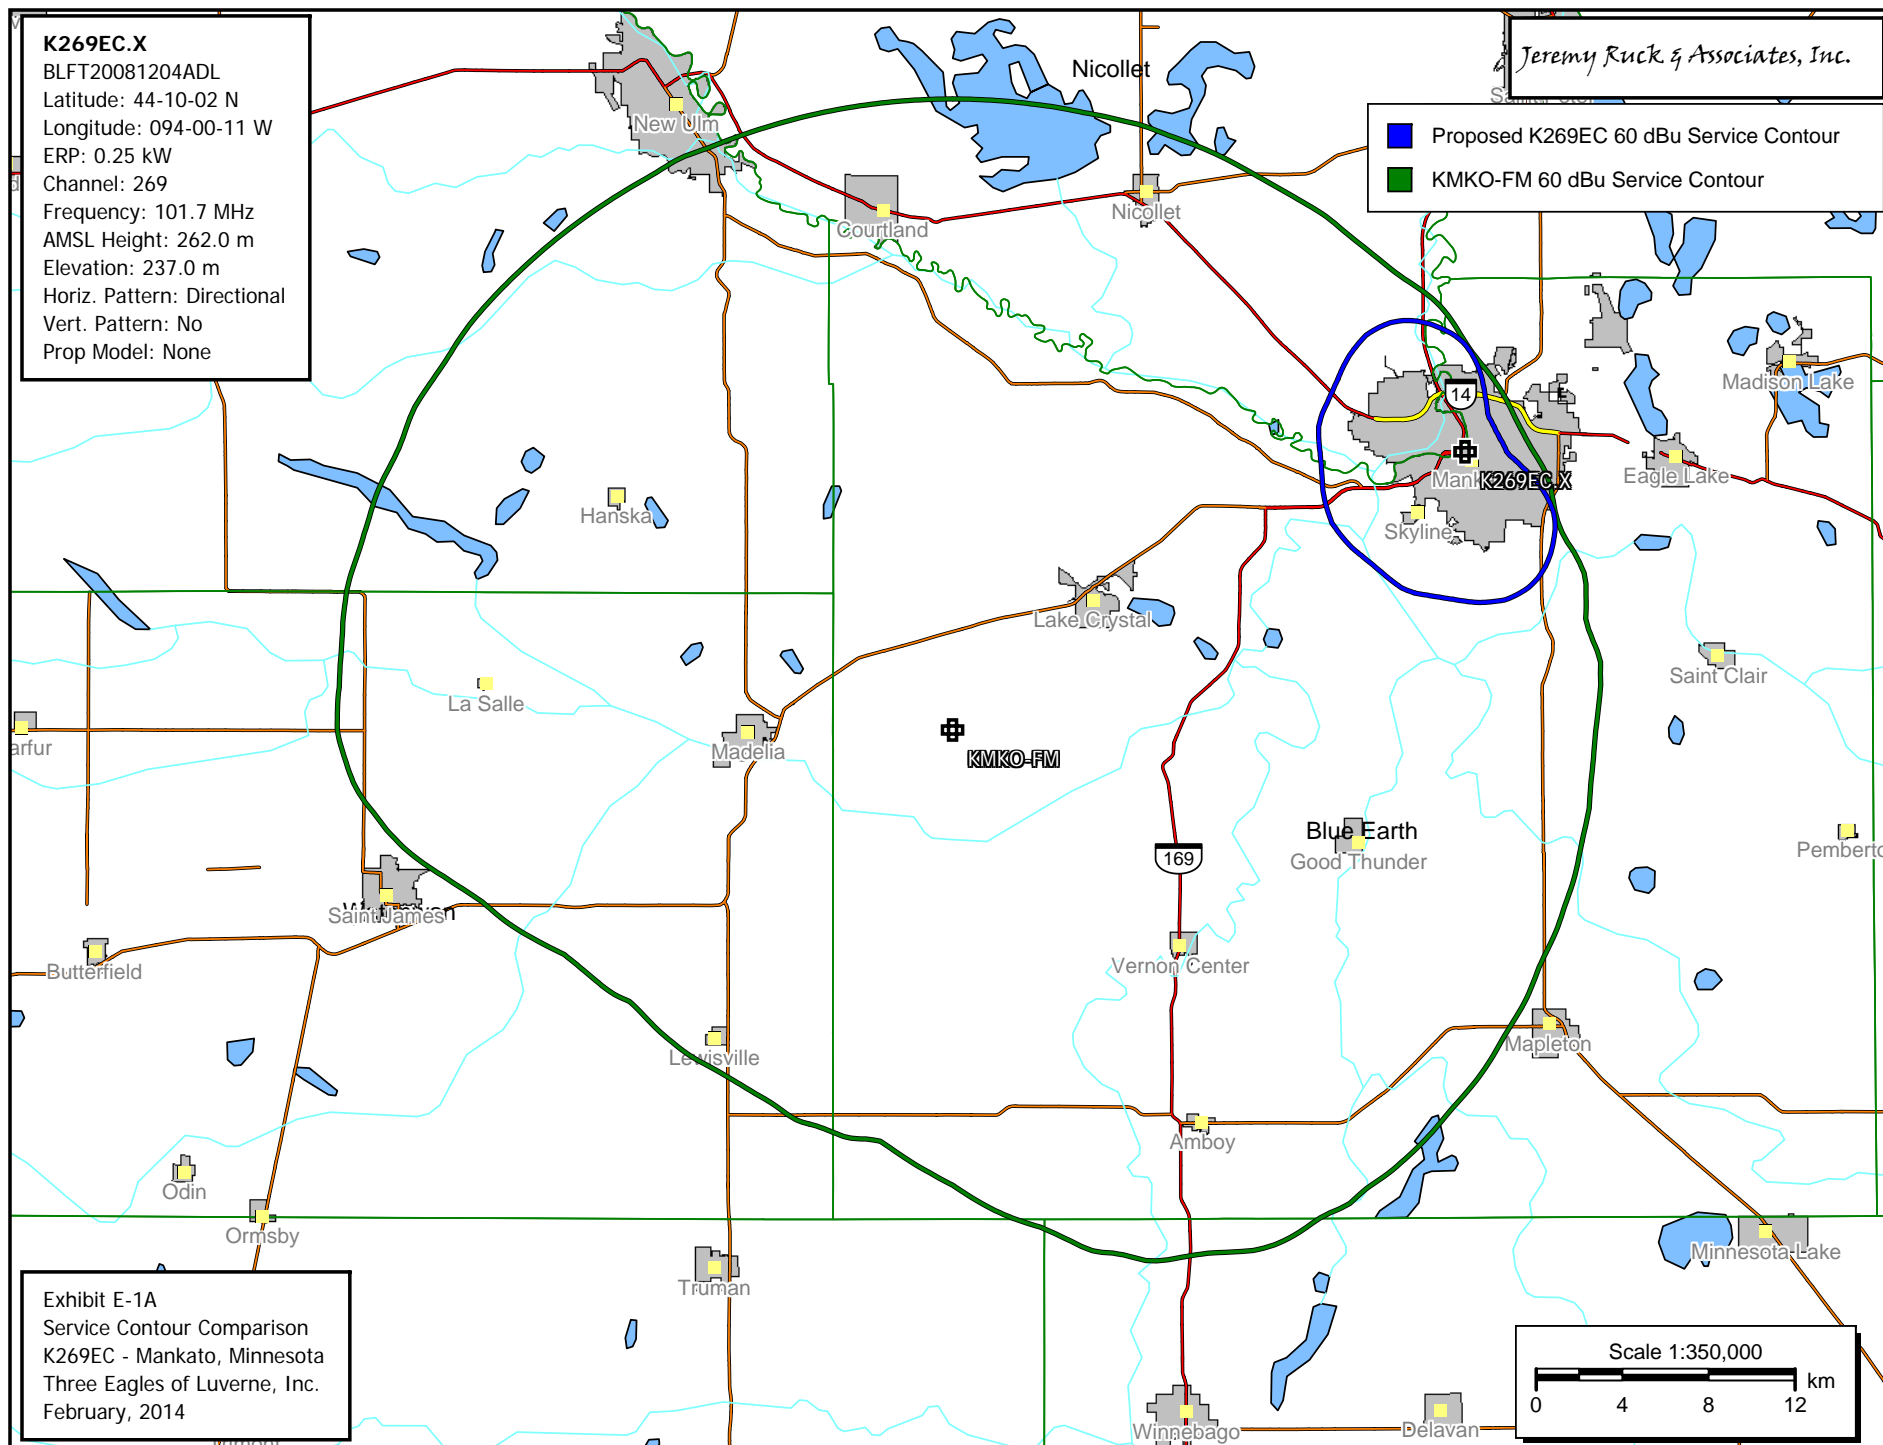 K269EC.X
BLFT20081204ADL
Latitude: 44-10-02 N
Longitude: 094-00-11 W
ERP: 0.25 kW
Channel: 269
Frequency: 101.7 MHz
AMSL Height: 262.0 m
Elevation: 237.0 m
Horiz. Pattern: Directional
Vert. Pattern: No
Prop Model: None
Jeremy Ruck & Associates, Inc.
Proposed K269EC 60 dBu Service Contour
KMKO-FM 60 dBu Service Contour
Nicollet
New Ulm
Courtland
Nicollet
Madison Lake
14
K269EC.X
Eagle Lake
Hanska
Skyline
Lake Crystal
Saint Clair
La Salle
Madelia
KMKO-FM
Blue Earth
Good Thunder
169
Saint James
Butterfield
Vernon Center
Lewisville
Mapleton
Amboy
Odin
Ormsby
Minnesota Lake
Truman
Winnebago
Delavan
Exhibit E-1A
Service Contour Comparison
K269EC - Mankato, Minnesota
Three Eagles of Luverne, Inc.
February, 2014
Scale 1:350,000
km
0 4 8 12